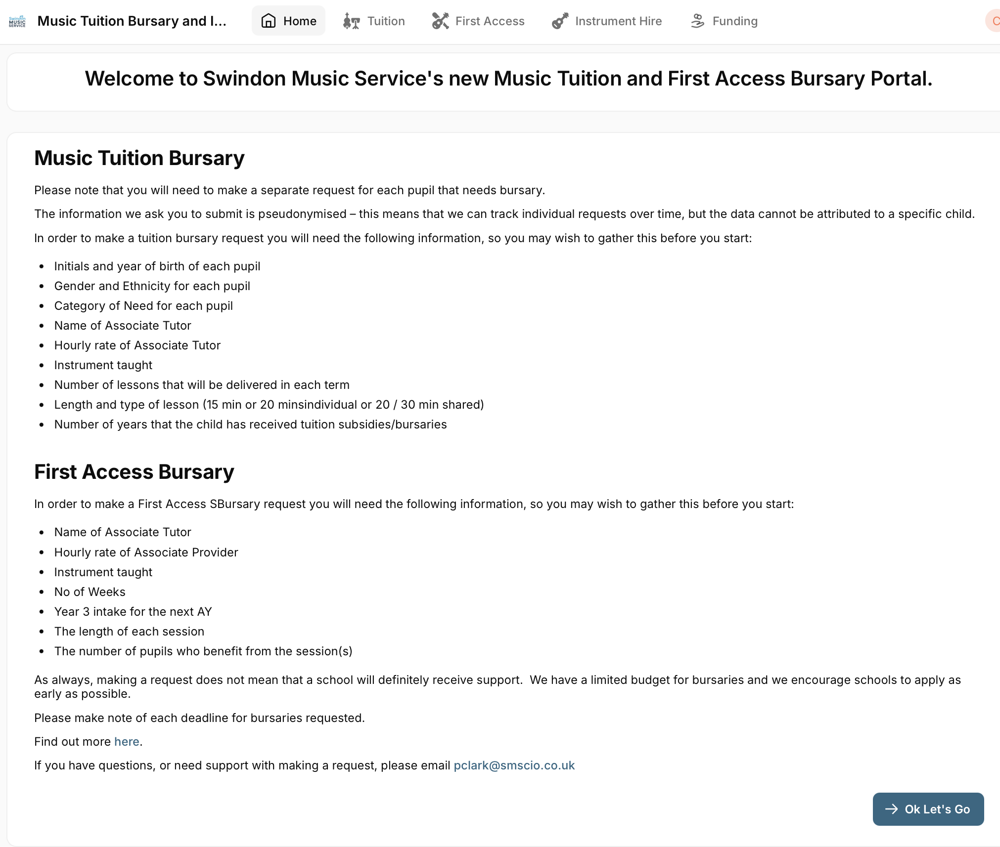 Swindon
MUSIC
SERVICE
Music Tuition Bursary and I...
Home
Tuition
First Access
Instrument Hire
Funding
C
Welcome to Swindon Music Service's new Music Tuition and First Access Bursary Portal.
Music Tuition Bursary
Please note that you will need to make a separate request for each pupil that needs bursary.
The information we ask you to submit is pseudonymised – this means that we can track individual requests over time, but the data cannot be attributed to a specific child.
In order to make a tuition bursary request you will need the following information, so you may wish to gather this before you start:
• Initials and year of birth of each pupil
• Gender and Ethnicity for each pupil
• Category of Need for each pupil
• Name of Associate Tutor
• Hourly rate of Associate Tutor
• Instrument taught
• Number of lessons that will be delivered in each term
• Length and type of lesson (15 min or 20 minsindividual or 20 / 30 min shared)
• Number of years that the child has received tuition subsidies/bursaries
First Access Bursary
In order to make a First Access SBursary request you will need the following information, so you may wish to gather this before you start:
• Name of Associate Tutor
• Hourly rate of Associate Provider
• Instrument taught
• No of Weeks
• Year 3 intake for the next AY
• The length of each session
• The number of pupils who benefit from the session(s)
As always, making a request does not mean that a school will definitely receive support.  We have a limited budget for bursaries and we encourage schools to apply as
early as possible.
Please make note of each deadline for bursaries requested.
Find out more here.
If you have questions, or need support with making a request, please email pclark@smscio.co.uk
Ok Let's Go